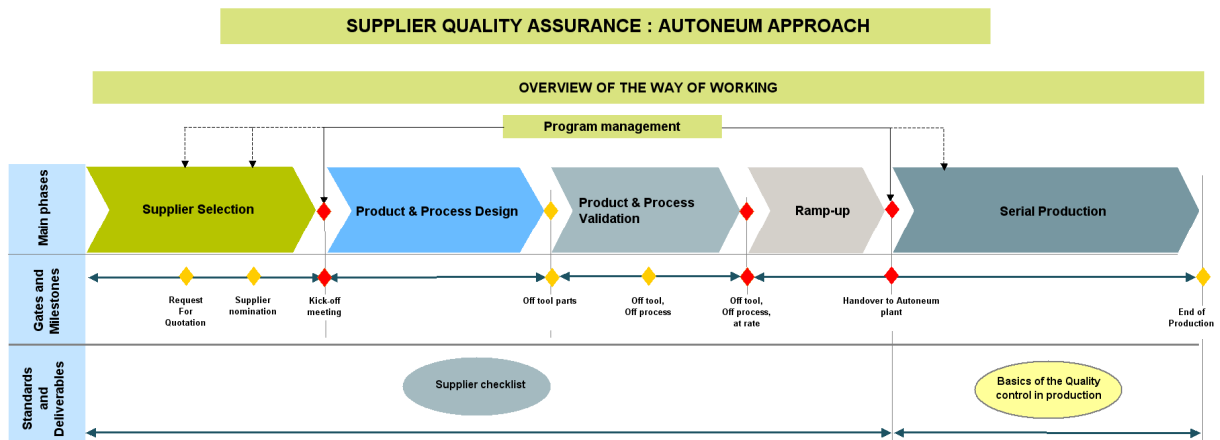 SUPPLIER QUALITY ASSURANCE : AUTONEUM APPROACH
OVERVIEW OF THE WAY OF WORKING
Program management
Main phases
Supplier Selection
Product & Process Design
Product & Process
Validation
Ramp-up
Serial Production
Gates and
Milestones
Request
For
Quotation
Supplier
nomination
Kick-off
meeting
Off tool parts
Off tool,
Off process
Off tool,
Off process,
at rate
Handover to Autoneum
plant
End of
Production
Standards
and
Deliverables
Supplier checklist
Basics of the Quality
control in production